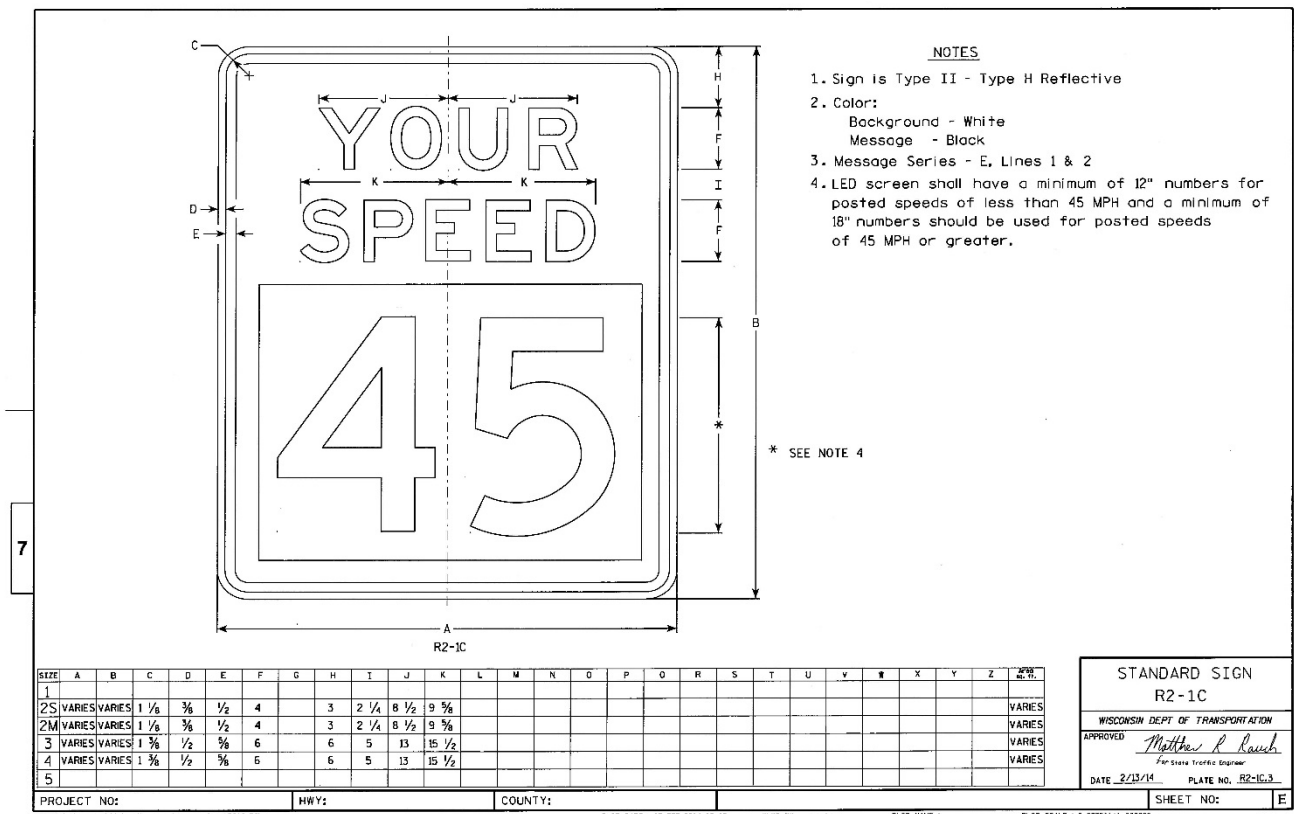 C
H
J J
YOUR
F
K K
I
D
SPEED
E
F
45
B
*
* SEE NOTE 4
A
R2-1C
NOTES
1. Sign is Type II - Type H Reflective
2. Color:
Background - White
Message - Black
3. Message Series - E, Lines 1 & 2
4. LED screen shall have a minimum of 12" numbers for
posted speeds of less than 45 MPH and a minimum of
18" numbers should be used for posted speeds
of 45 MPH or greater.
7
SIZE A B C D E F G H I J K L M N O P Q R S T U V W X Y Z Area sq. ft.
1
2S VARIES VARIES 1 1/8 3/8 1/2 4 3 2 1/4 8 1/2 9 5/8 VARIES
2M VARIES VARIES 1 1/8 3/8 1/2 4 3 2 1/4 8 1/2 9 5/8 VARIES
3 VARIES VARIES 1 3/8 1/2 5/8 6 6 5 13 15 1/2 VARIES
4 VARIES VARIES 1 3/8 1/2 5/8 6 6 5 13 15 1/2 VARIES
5
STANDARD SIGN
R2-1C
WISCONSIN DEPT OF TRANSPORTATION
APPROVED Matthew R Rauch
For State Traffic Engineer
DATE 2/13/14 PLATE NO. R2-1C.3
PROJECT NO: HWY: COUNTY: SHEET NO: E